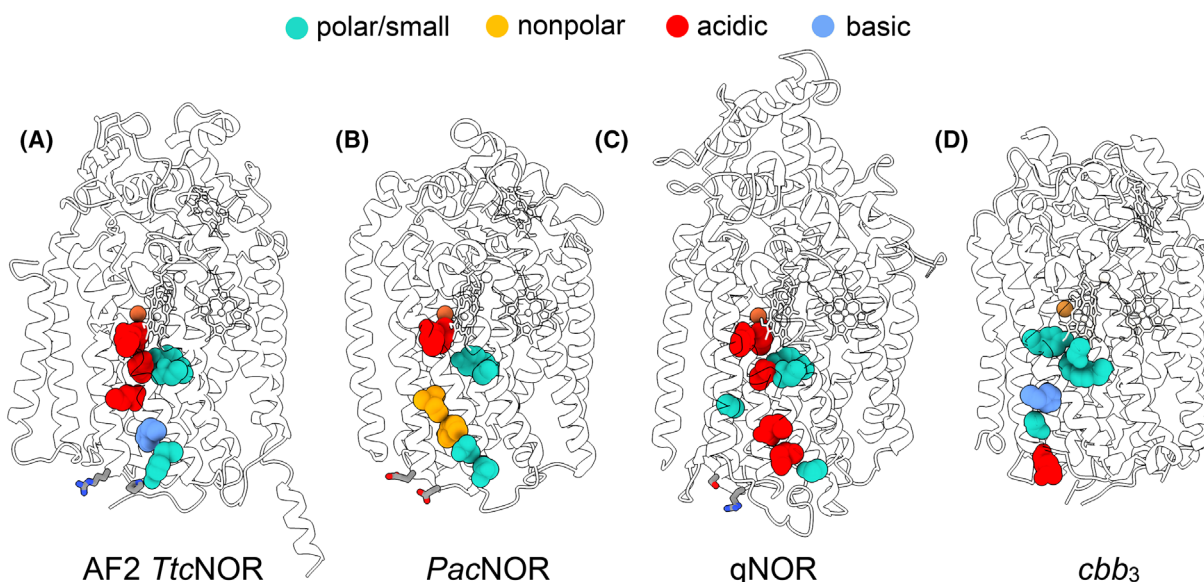 polar/small nonpolar acidic basic
(A) (B) (C) (D)
AF2 TtcNOR PacNOR qNOR cbb₃